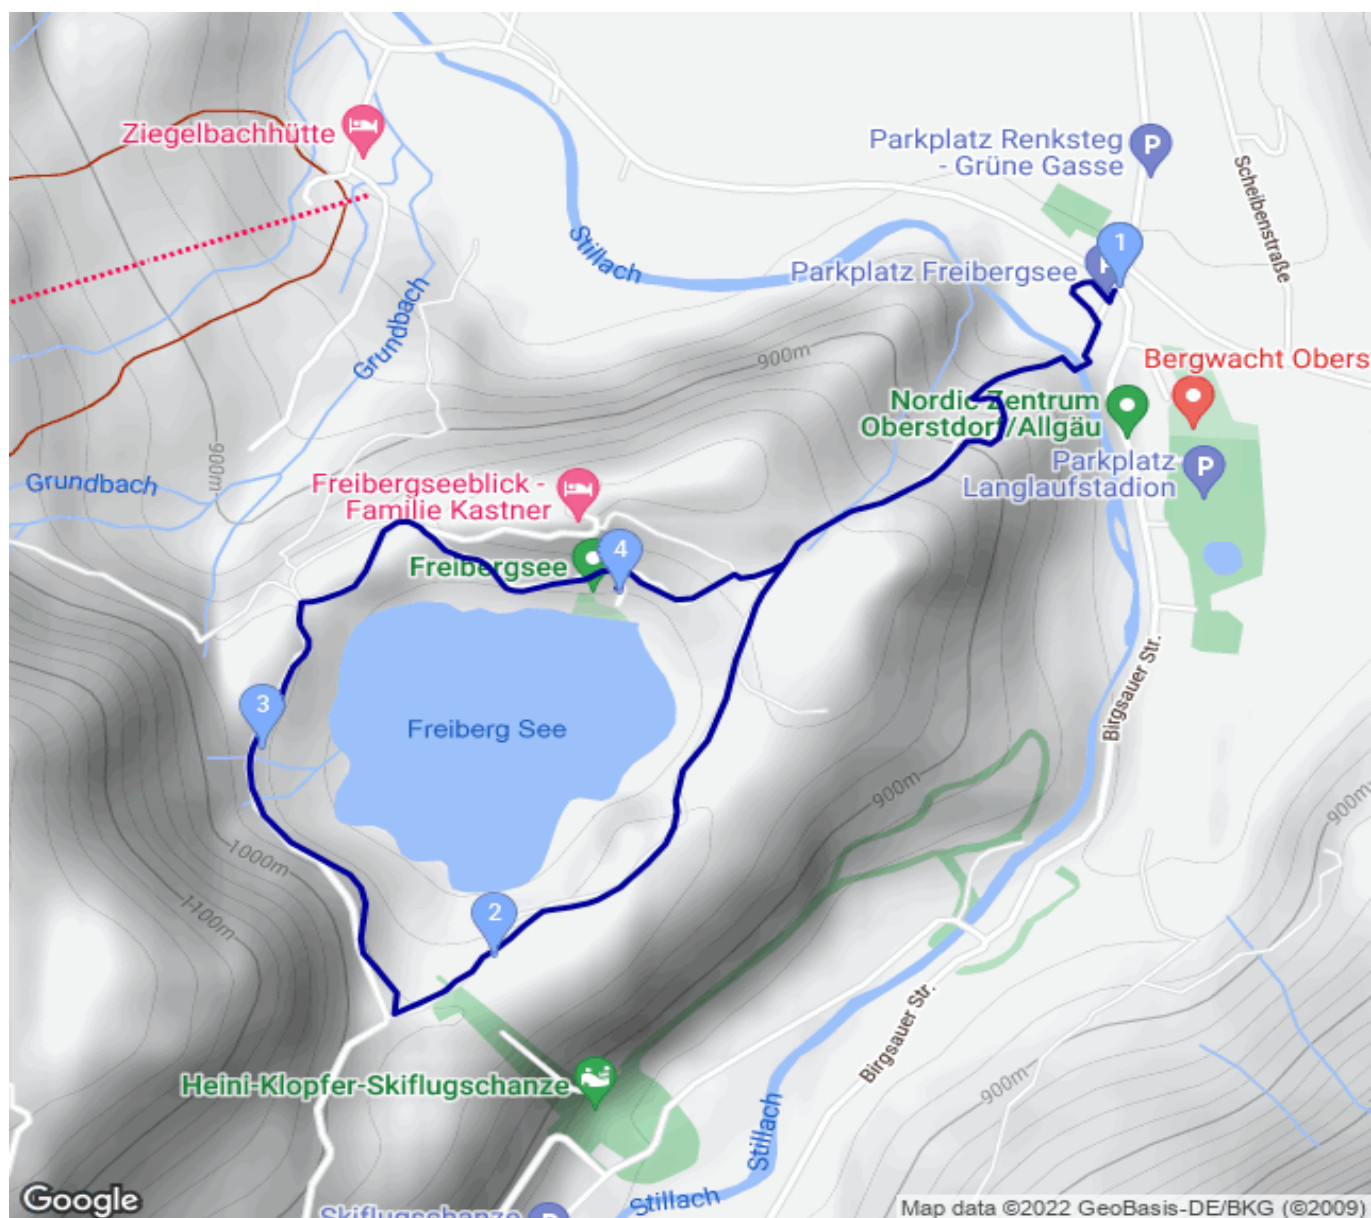 Ziegelbachhütte
Parkplatz Renksteg
- Grüne Gasse
Scheibenstraße
1
Stillach
Parkplatz Freibergsee
P
P
Grundbach
900m
Bergwacht Obers
Nordic Zentrum
Oberstdorf/Allgäu
900m
Grundbach
Parkplatz
Langlaufstadion
P
Freibergseeblick -
Familie Kastner
4
Freibergsee
Birgsauer Str.
3
Freiberg See
900m
900m
1000m
1100m
2
Birgsauer Str.
900m
Heini-Klopfer-Skiflugschanze
Stillach
Stillach
Google
Skiflugschanze
Map data ©2022 GeoBasis-DE/BKG (©2009)